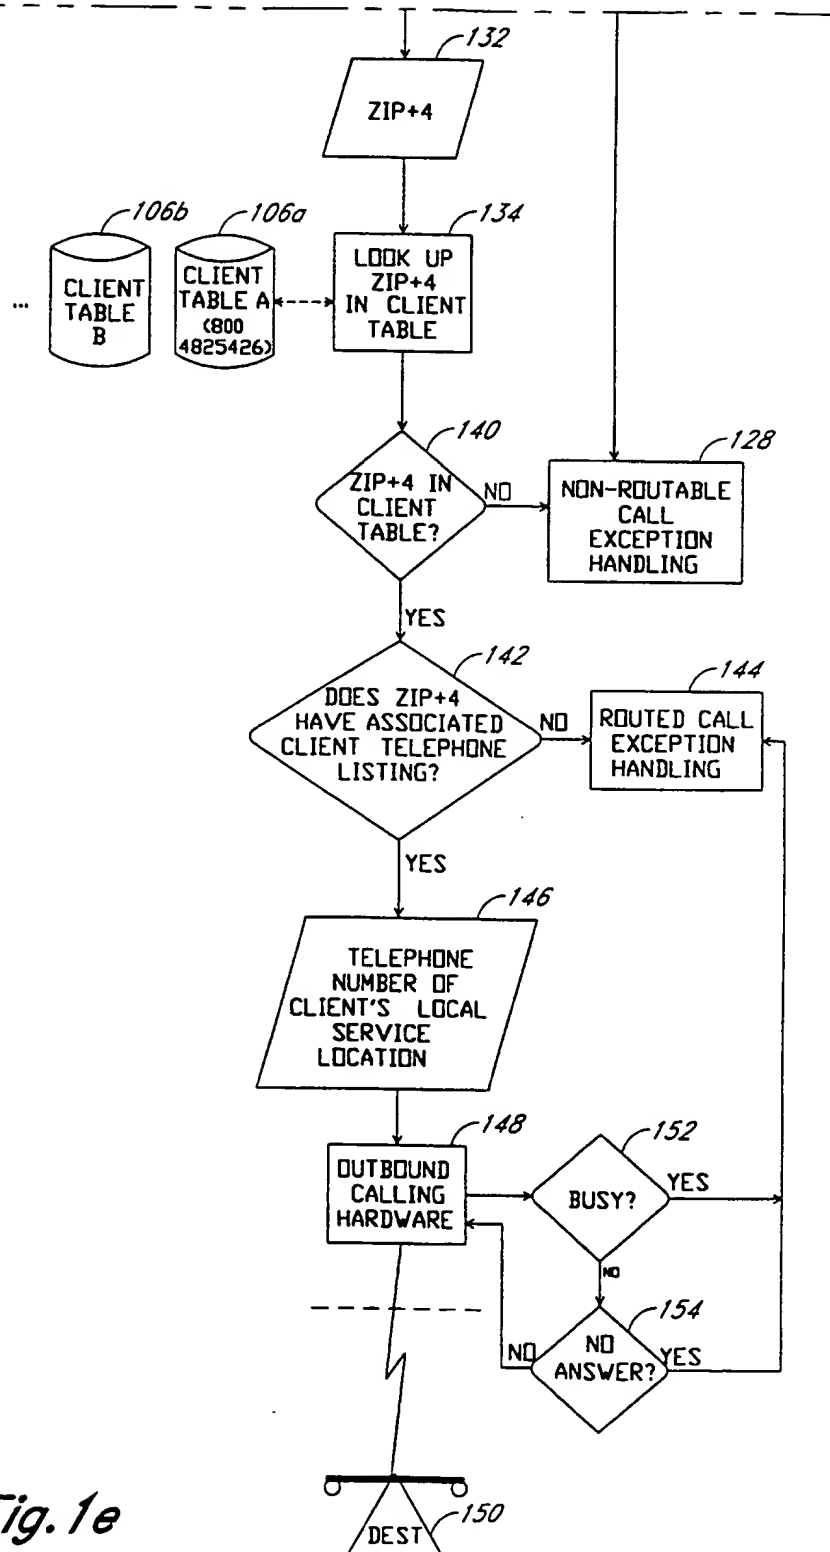 132
ZIP+4
106b
106a
134
...
CLIENT
TABLE
B
CLIENT
TABLE A
(800
4825426)
LOOK UP
ZIP+4
IN CLIENT
TABLE
140
ZIP+4 IN
CLIENT
TABLE?
NO
128
NON-ROUTABLE
CALL
EXCEPTION
HANDLING
YES
142
DOES ZIP+4
HAVE ASSOCIATED
CLIENT TELEPHONE
LISTING?
NO
144
ROUTED CALL
EXCEPTION
HANDLING
YES
146
TELEPHONE
NUMBER OF
CLIENT'S LOCAL
SERVICE
LOCATION
148
OUTBOUND
CALLING
HARDWARE
152
BUSY?
YES
NO
154
NO
ANSWER?
NO
YES
150
DEST
Fig. 1e